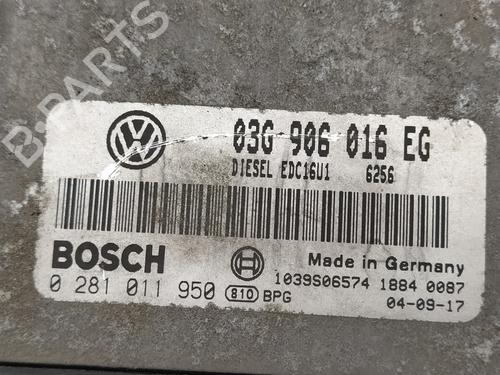 B-PARTS
03G 906 016 EG
DIESEL EDC16U1 6256
BOSCH
Made in Germany
0 281 011 950 810 BPG
1039S06574 1884 0087
04-09-17